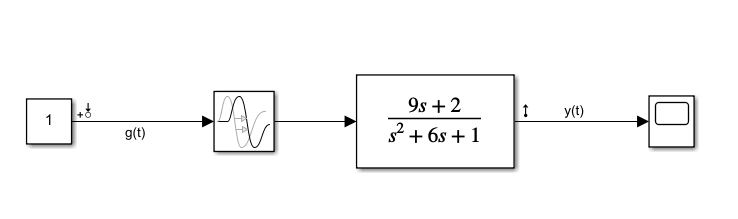 1
g(t)
9s + 2
s² + 6s + 1
y(t)